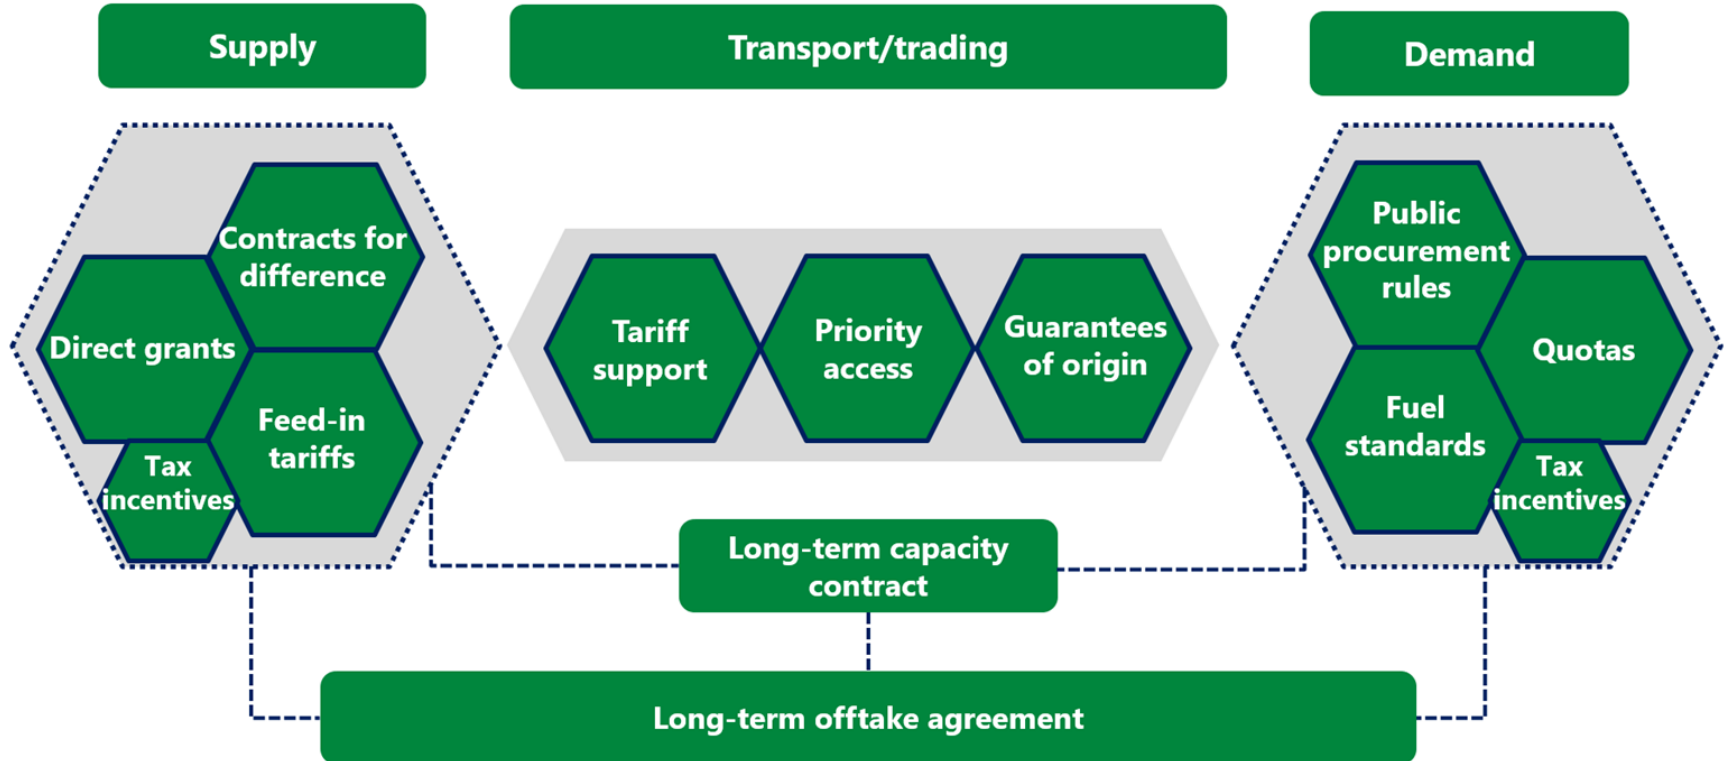 Supply
Transport/trading
Demand
Contracts for
difference
Direct grants
Feed-in
tariffs
Tax
incentives
Tariff
support
Priority
access
Guarantees
of origin
Public
procurement
rules
Quotas
Fuel
standards
Tax
incentives
Long-term capacity
contract
Long-term offtake agreement